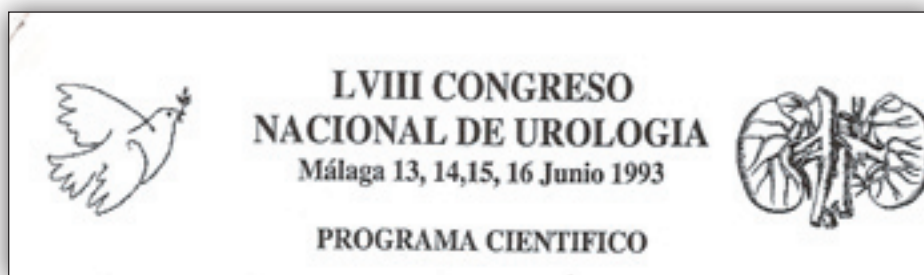 LVIII CONGRESO
NACIONAL DE UROLOGIA
Málaga 13, 14,15, 16 Junio 1993
PROGRAMA CIENTIFICO